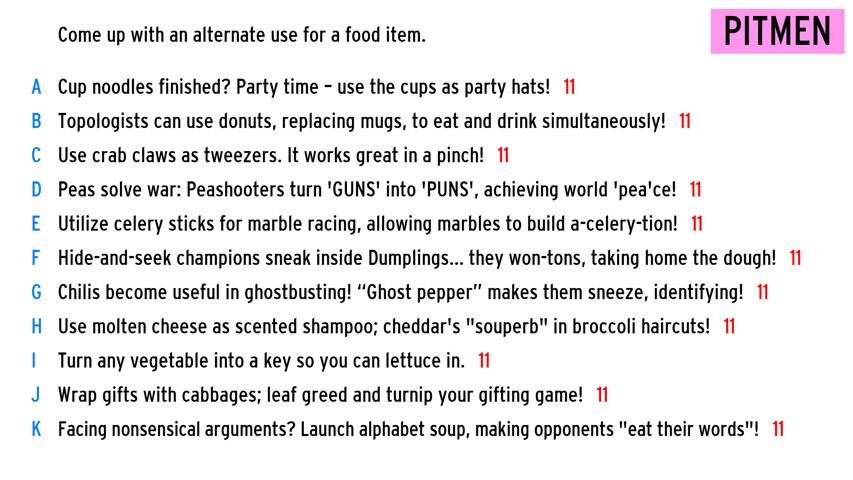 Come up with an alternate use for a food item.
PITMEN
A Cup noodles finished? Party time – use the cups as party hats! 11
B Topologists can use donuts, replacing mugs, to eat and drink simultaneously! 11
C Use crab claws as tweezers. It works great in a pinch! 11
D Peas solve war: Peashooters turn 'GUNS' into 'PUNS', achieving world 'pea'ce! 11
E Utilize celery sticks for marble racing, allowing marbles to build a-celery-tion! 11
F Hide-and-seek champions sneak inside Dumplings... they won-tons, taking home the dough! 11
G Chilis become useful in ghostbusting! “Ghost pepper” makes them sneeze, identifying! 11
H Use molten cheese as scented shampoo; cheddar's "souperb" in broccoli haircuts! 11
I Turn any vegetable into a key so you can lettuce in. 11
J Wrap gifts with cabbages; leaf greed and turnip your gifting game! 11
K Facing nonsensical arguments? Launch alphabet soup, making opponents "eat their words"! 11